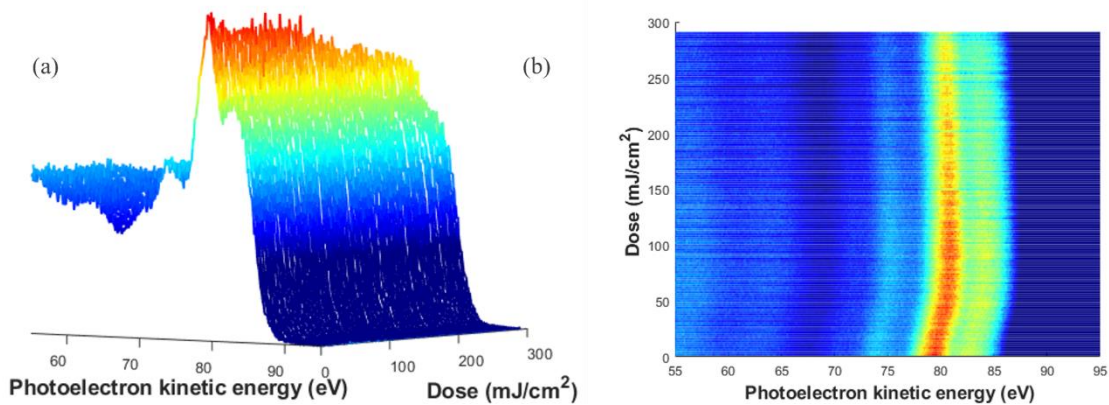 (a)
(b)
60 70 80 90 0 100 200 300
Photoelectron kinetic energy (eV) Dose (mJ/cm²)
300
250
200
150
100
50
0
Dose (mJ/cm²)
55 60 65 70 75 80 85 90 95
Photoelectron kinetic energy (eV)